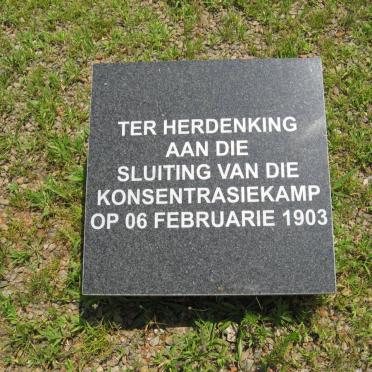 TER HERDENKING
AAN DIE
SLUITING VAN DIE
KONSENTRASIEKAMP
OP 06 FEBRUARIE 1903